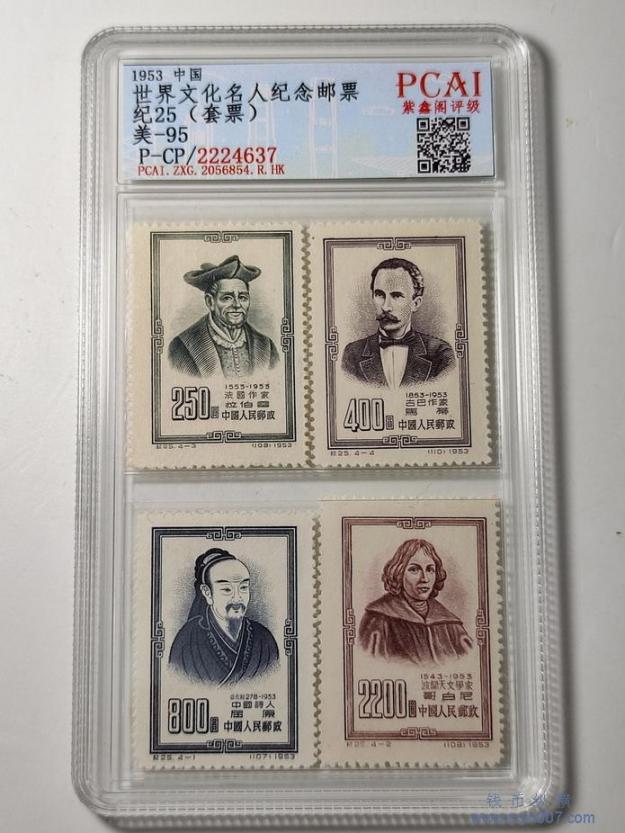 1953 中国
世界文化名人纪念邮票
纪25（套票）
美-95
P-CP/2224637
PCAI.ZXG.2056854.R.HK
PCAI
紫鑫阁评级
1553-1953
法國作家
拉伯雷
250圓
中國人民郵政
紀25.4-3
(109)1953
1853-1953
古巴作家
馬蒂
400圓
中國人民郵政
紀25.4-4
(110)1953
公元前278-1953
中國詩人
屈原
800圓
中國人民郵政
紀25.4-1
(107)1953
1543-1953
波蘭天文學家
哥白尼
2200圓
中國人民郵政
紀25.4-2
(108)1953
钱币纵横